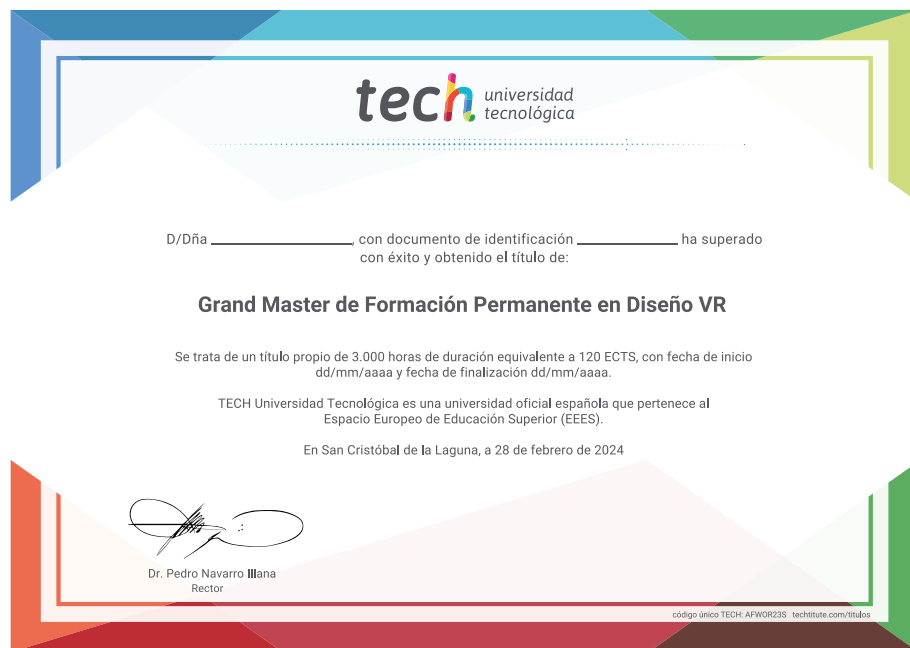 tech universidad
tecnológica
D/Dña ________________, con documento de identificación ___________ ha superado
con éxito y obtenido el título de:
Grand Master de Formación Permanente en Diseño VR
Se trata de un título propio de 3.000 horas de duración equivalente a 120 ECTS, con fecha de inicio
dd/mm/aaaa y fecha de finalización dd/mm/aaaa.
TECH Universidad Tecnológica es una universidad oficial española que pertenece al
Espacio Europeo de Educación Superior (EEES).
En San Cristóbal de la Laguna, a 28 de febrero de 2024
Dr. Pedro Navarro Illana
Rector
código único TECH: AFWOR23S techtitute.com/titulos